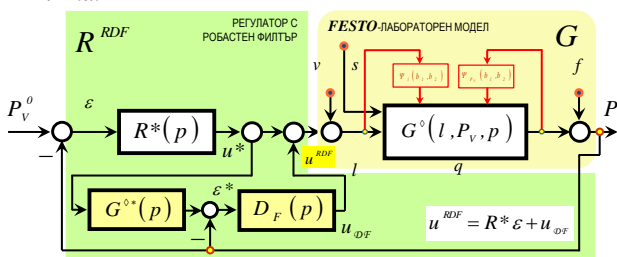 R RDF
РЕГУЛАТОР С
РОБАСТЕН ФИЛТЪР
FESTO-ЛАБОРАТОРЕН МОДЕЛ
G
v
s
f
P_V^0
ε
R*(p)
u*
u^RDF
l
G^◊(l, P_V, p)
q
P
−
G^◊*(p)
ε*
D_F(p)
u_DF
−
u^RDF = R* ε + u_DF